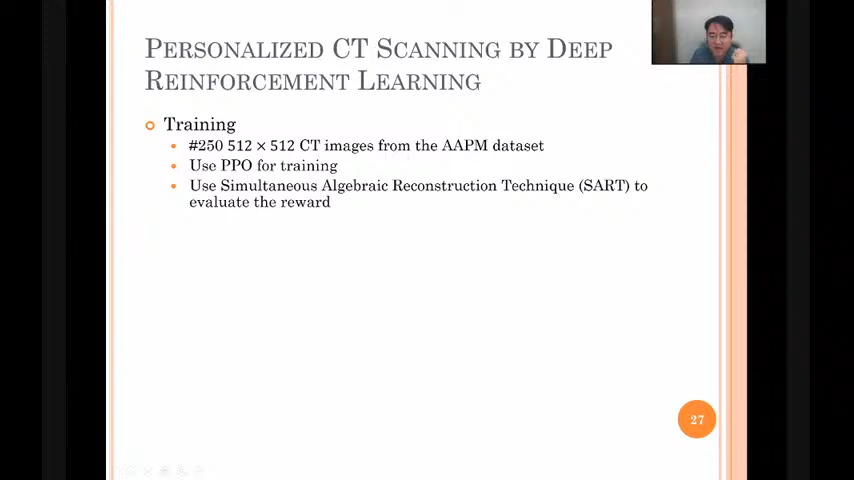 PERSONALIZED CT SCANNING BY DEEP
REINFORCEMENT LEARNING
Training
#250 512 × 512 CT images from the AAPM dataset
Use PPO for training
Use Simultaneous Algebraic Reconstruction Technique (SART) to
evaluate the reward
27